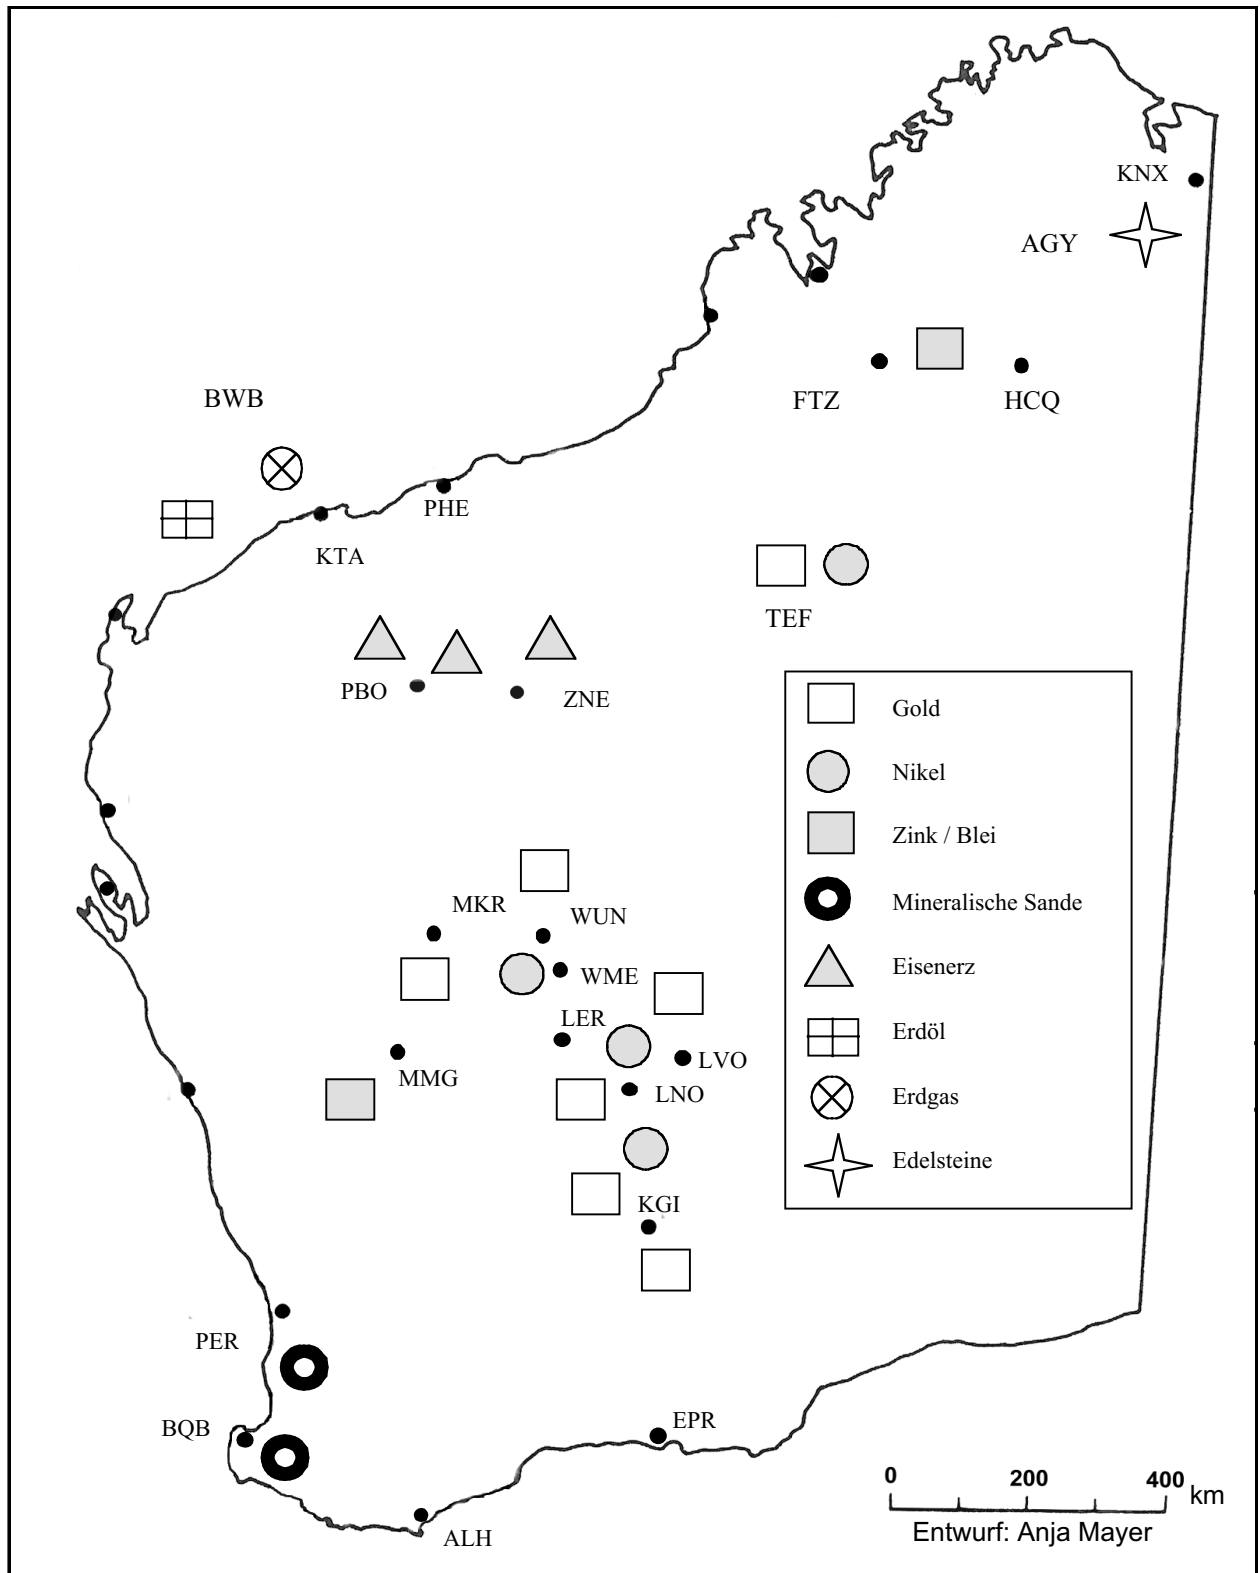 KNX
AGY
FTZ
HCQ
BWB
PHE
KTA
TEF
PBO
ZNE
Gold
Nikel
Zink / Blei
Mineralische Sande
Eisenerz
Erdöl
Erdgas
Edelsteine
MKR
WUN
WME
LER
LVO
MMG
LNO
KGI
PER
BQB
EPR
ALH
0 200 400 km
Entwurf: Anja Mayer